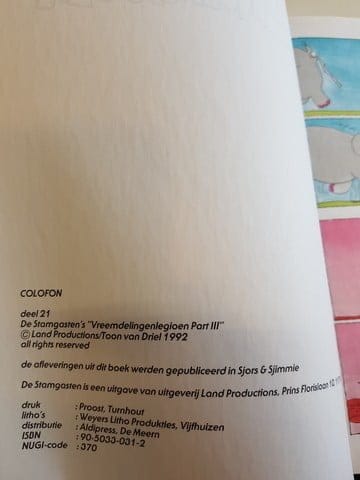 COLOFON
deel 21
De Stamgasten's "Vreemdelingenlegioen Part III"
© Land Productions/Toon van Driel 1992
all rights reserved
de afleveringen uit dit boek werden gepubliceerd in Sjors & Sjimmie
De Stamgasten is een uitgave van uitgeverij Land Productions, Prins Florislaan
druk : Proost, Turnhout
litho's : Weyers Litho Produkties, Vijfhuizen
distributie : Aldipress, De Meern
ISBN : 90-5033-031-2
NUGI-code : 370